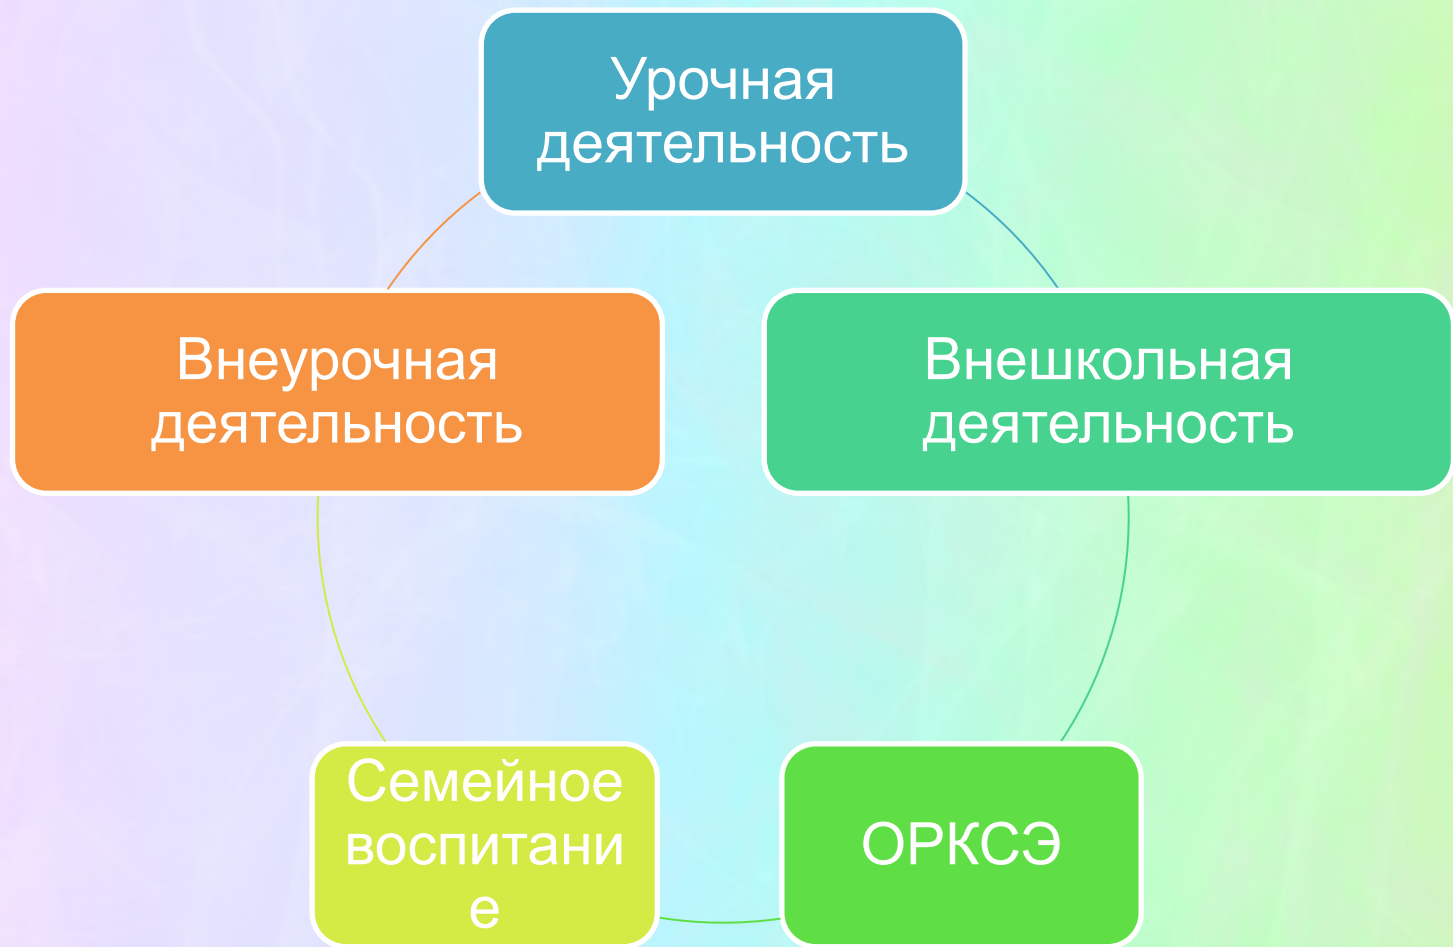 Урочная
деятельность
Внеурочная
деятельность
Внешкольная
деятельность
Семейное
воспитани
е
ОРКСЭ